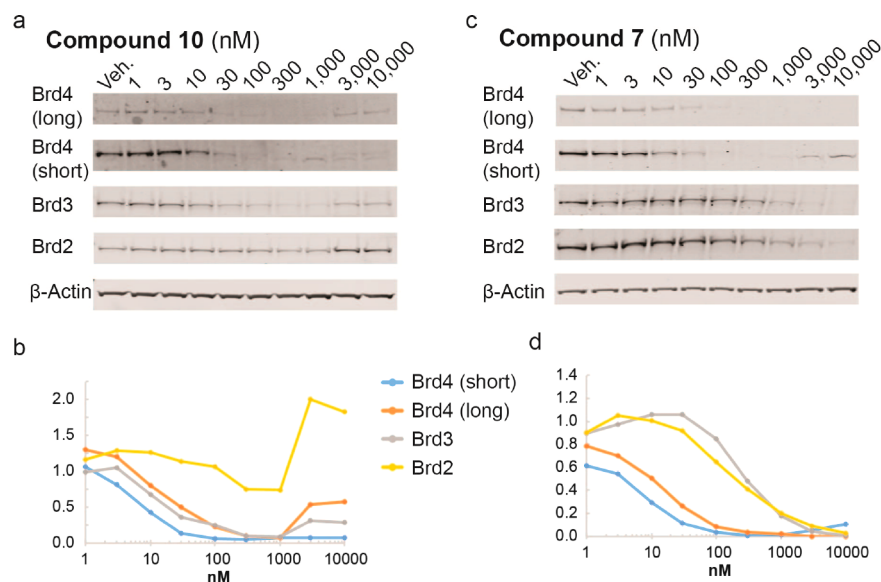 a
Compound 10 (nM)
Veh. 1 3 10 30 100 300 1,000 3,000 10,000
Brd4
(long)
Brd4
(short)
Brd3
Brd2
β-Actin
c
Compound 7 (nM)
Veh. 1 3 10 30 100 300 1,000 3,000 10,000
Brd4
(long)
Brd4
(short)
Brd3
Brd2
β-Actin
b
2.0
1.5
1.0
0.5
0.0
1 10 100 1000 10000
nM
Brd4 (short)
Brd4 (long)
Brd3
Brd2
d
1.4
1.2
1.0
0.8
0.6
0.4
0.2
0.0
1 10 100 1000 10000
nM